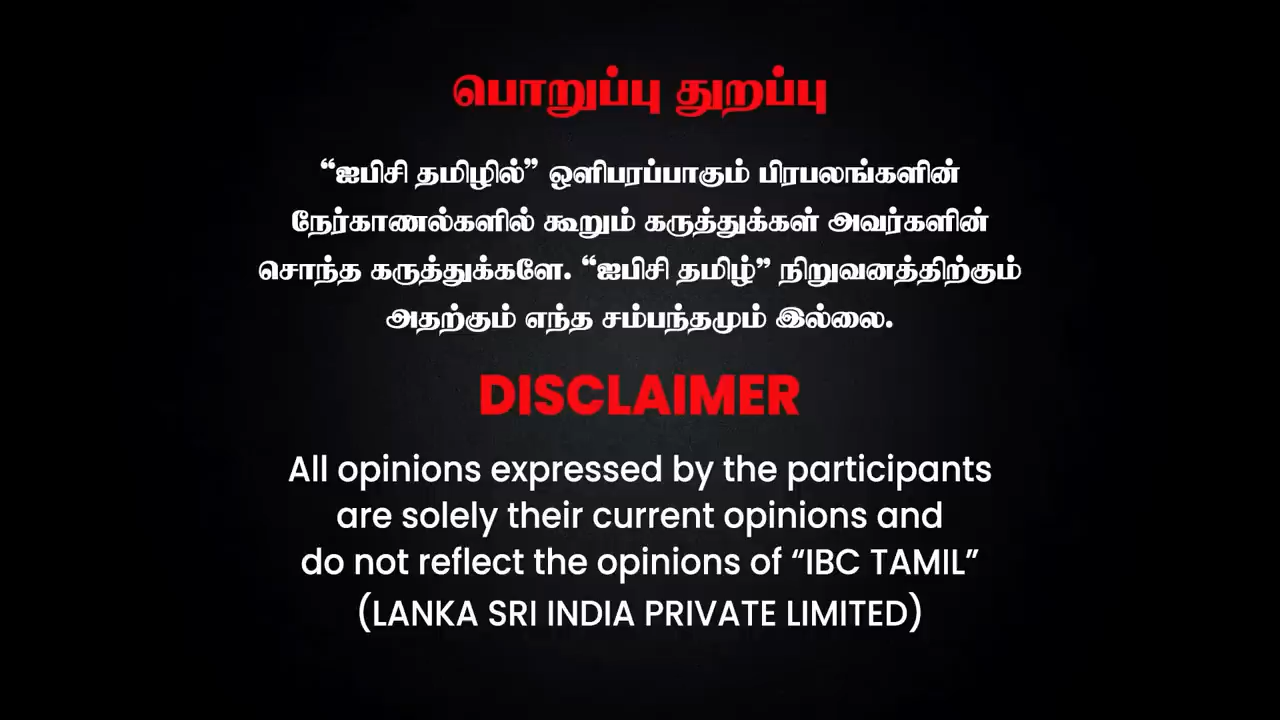 பொறுப்பு துறப்பு
“ஐபிசி தமிழில்” ஒளிபரப்பாகும் பிரபலங்களின்
நேர்காணல்களில் கூறும் கருத்துக்கள் அவர்களின்
சொந்த கருத்துக்களே. “ஐபிசி தமிழ்” நிறுவனத்திற்கும்
அதற்கும் எந்த சம்பந்தமும் இல்லை.
DISCLAIMER
All opinions expressed by the participants
are solely their current opinions and
do not reflect the opinions of “IBC TAMIL”
(LANKA SRI INDIA PRIVATE LIMITED)